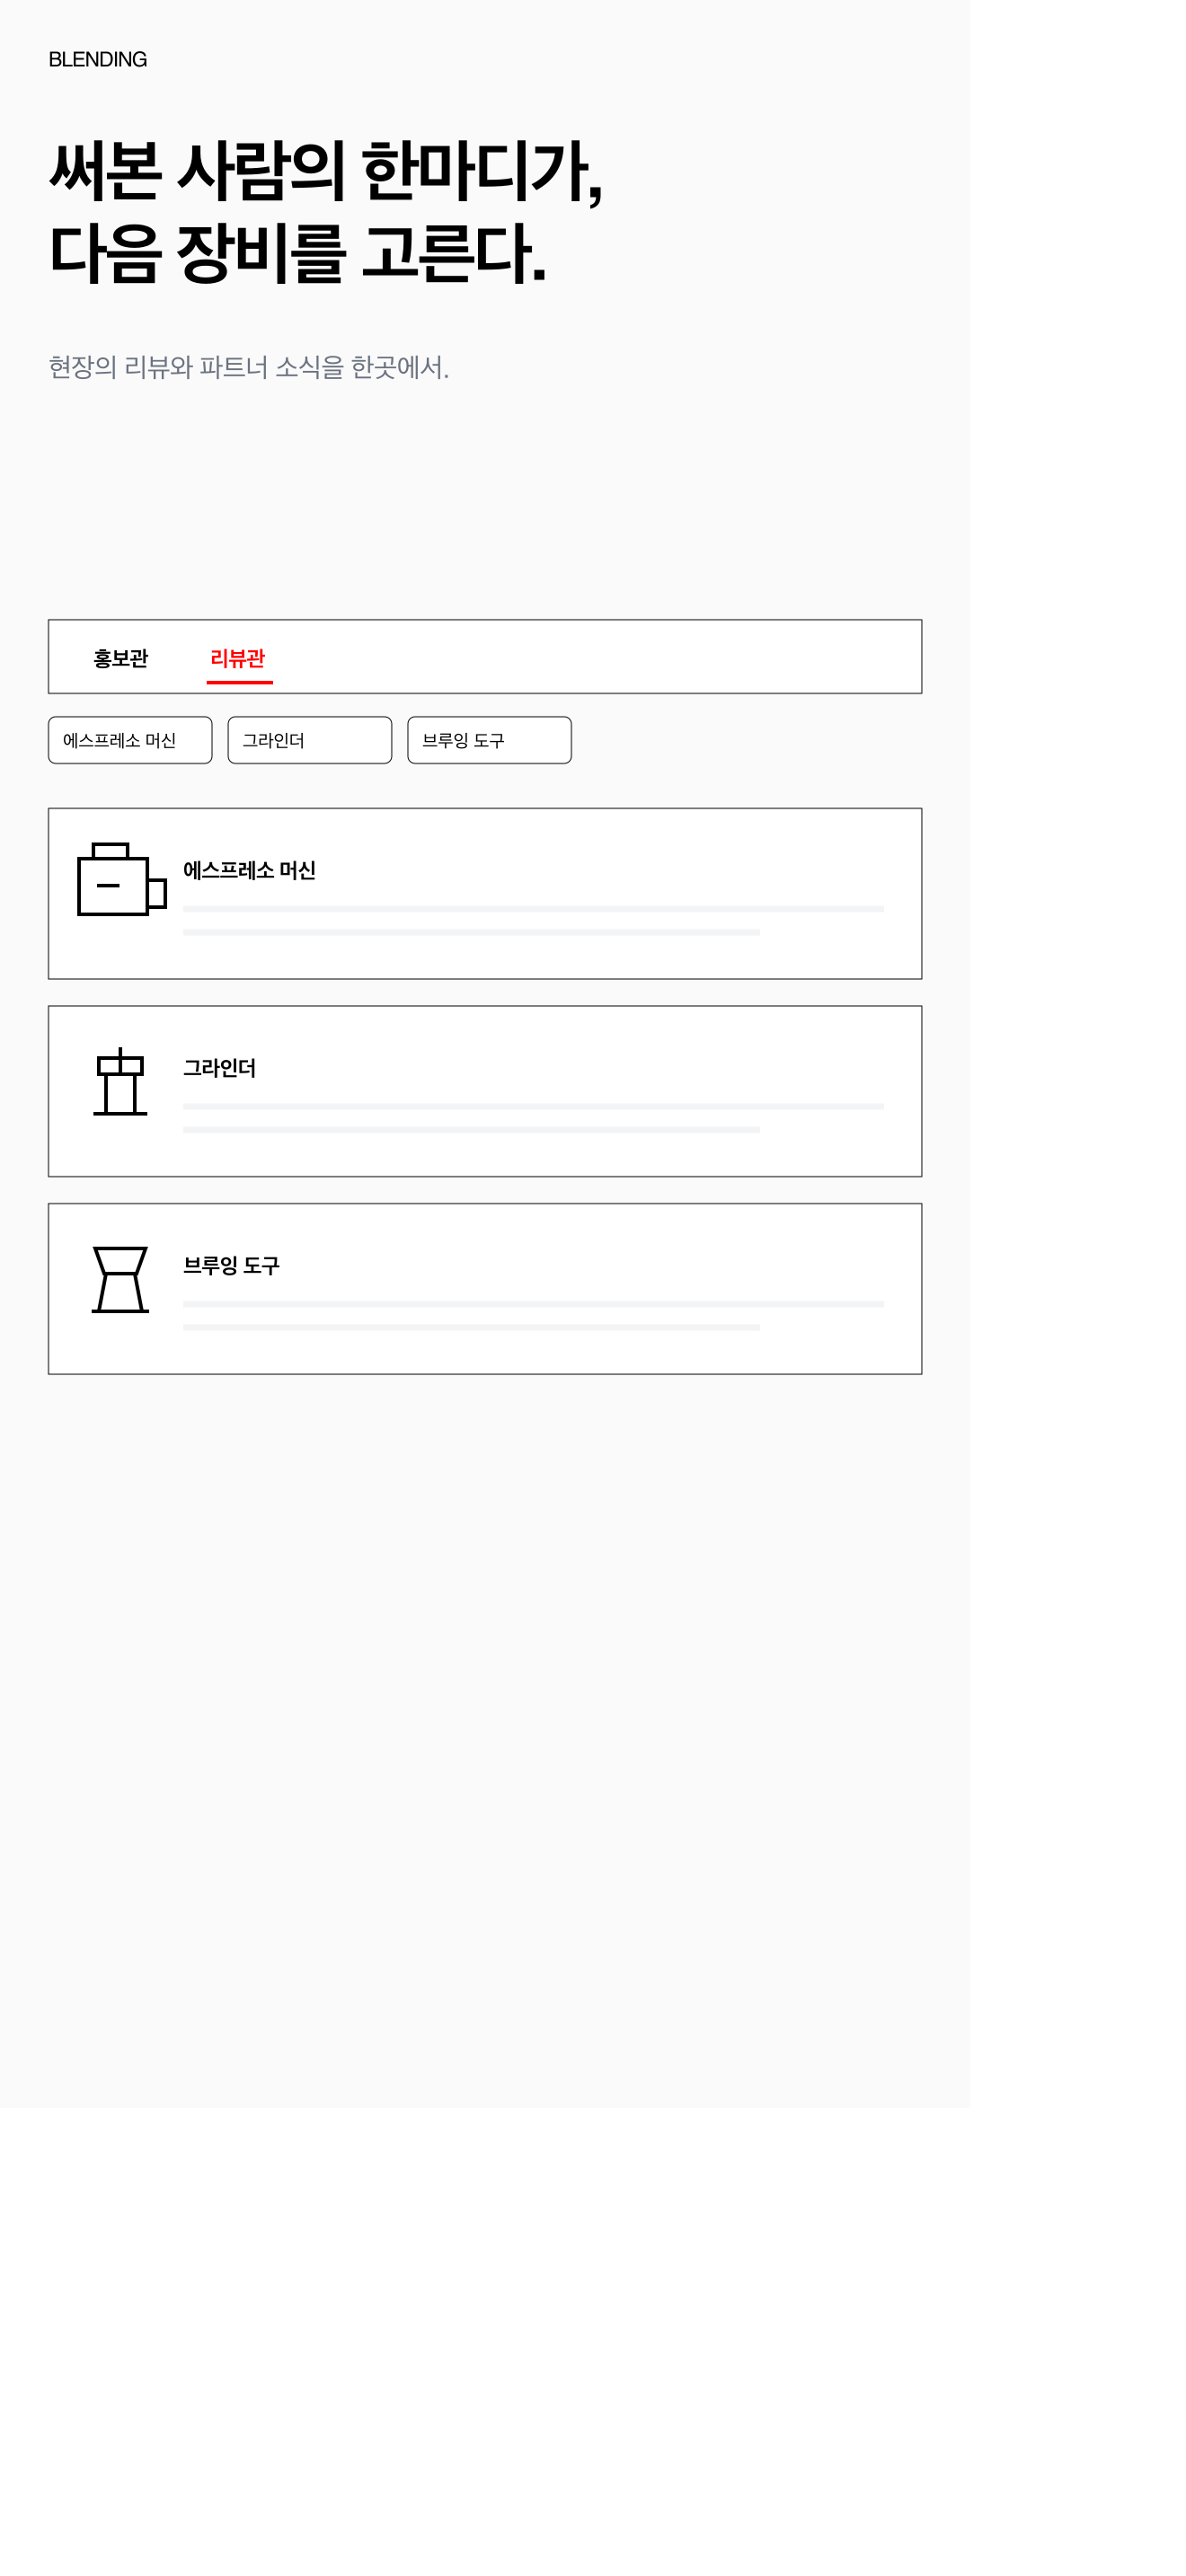 BLENDING
써본 사람의 한마디가,
다음 장비를 고른다.
현장의 리뷰와 파트너 소식을 한곳에서.
홍보관 리뷰관
에스프레소 머신 그라인더 브루잉 도구
에스프레소 머신
그라인더
브루잉 도구